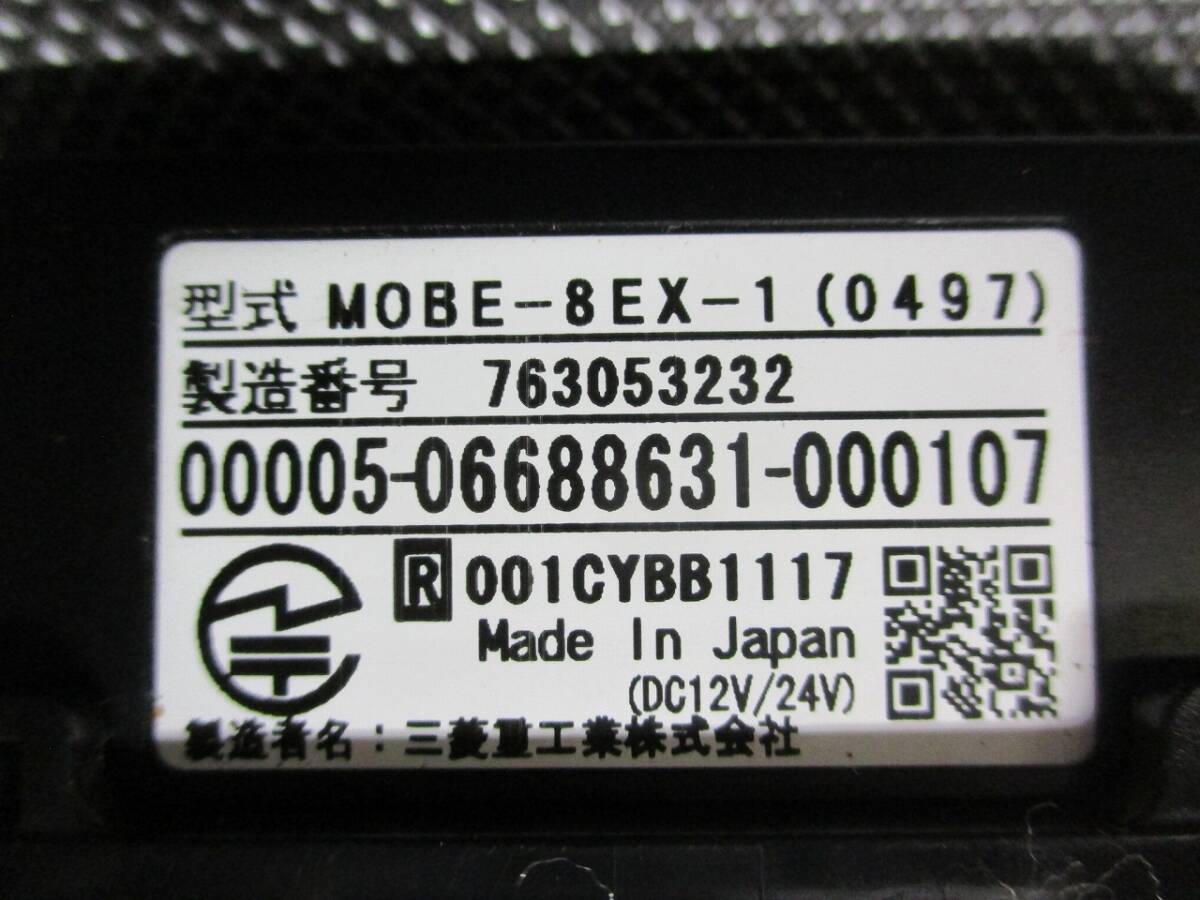 型式 MOBE-8EX-1(0497)
製造番号 763053232
00005-06688631-000107
R 001CYBB1117
Made In Japan
(DC12V/24V)
製造者名:三菱重工業株式会社